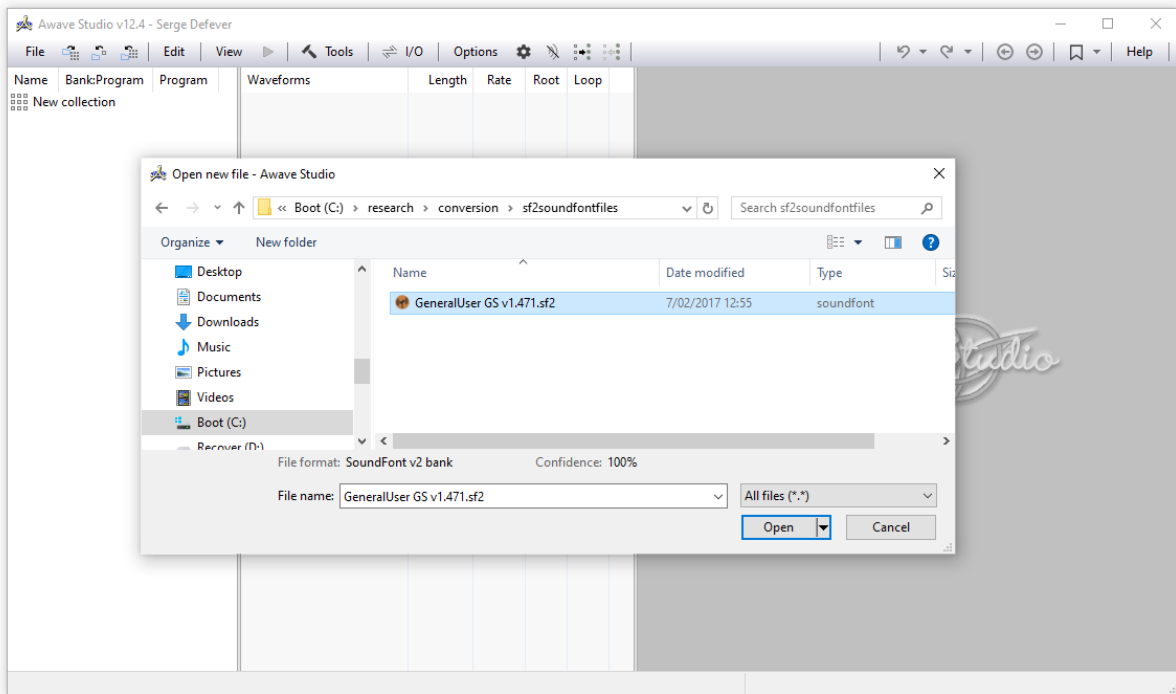 Awave Studio v12.4 - Serge Defever
File Edit View Tools I/O Options Help
Name Bank:Program Program Waveforms Length Rate Root Loop
New collection
Open new file - Awave Studio
« Boot (C:) › research › conversion › sf2soundfontfiles Search sf2soundfontfiles
Organize New folder
Desktop Name Date modified Type Siz
Documents GeneralUser GS v1.471.sf2 7/02/2017 12:55 soundfont
Downloads
Music
Pictures
Videos
Boot (C:)
Recover (D:)
File format: SoundFont v2 bank Confidence: 100%
File name: GeneralUser GS v1.471.sf2 All files (*.*)
Open Cancel